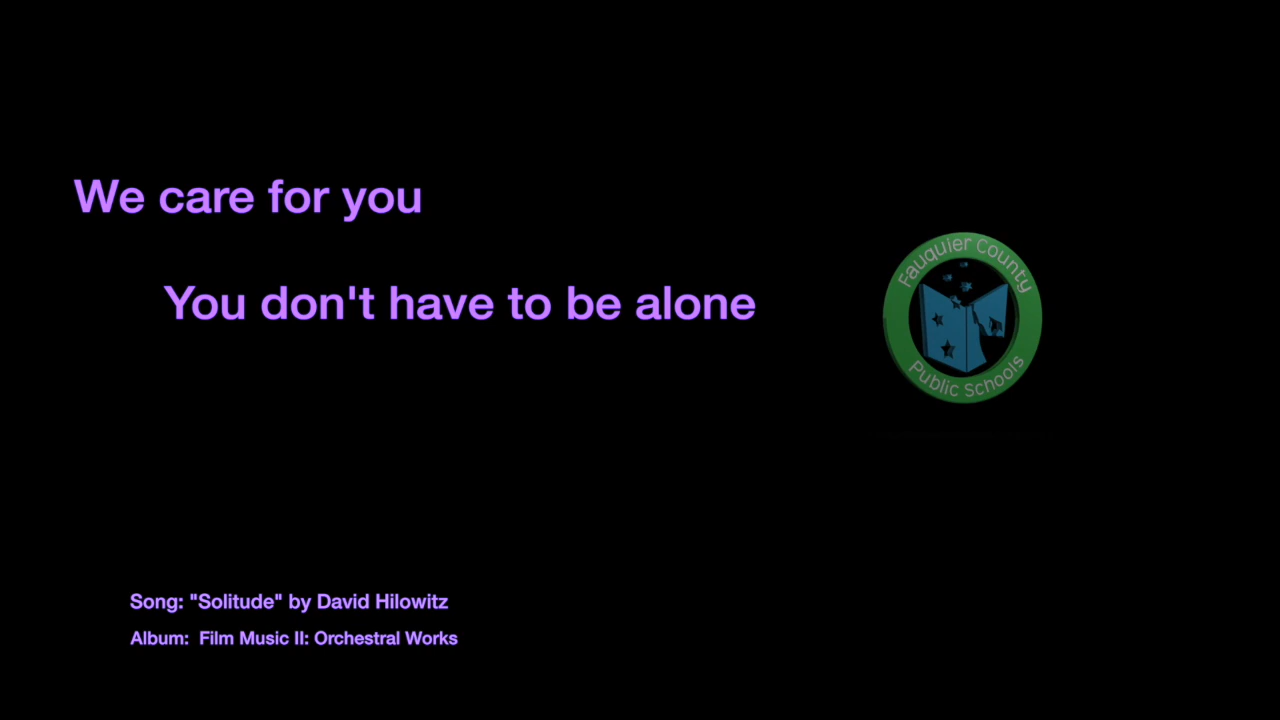 We care for you
You don't have to be alone
Fauquier County
Public Schools
Song: "Solitude" by David Hilowitz
Album:  Film Music II: Orchestral Works